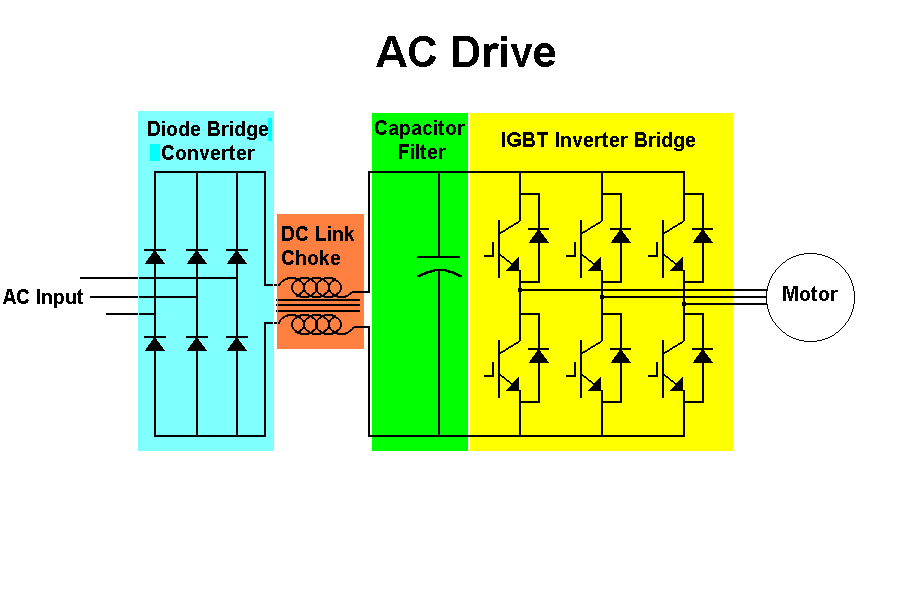 AC Drive
Diode Bridge
Converter
Capacitor
Filter
IGBT Inverter Bridge
DC Link
Choke
AC Input
Motor